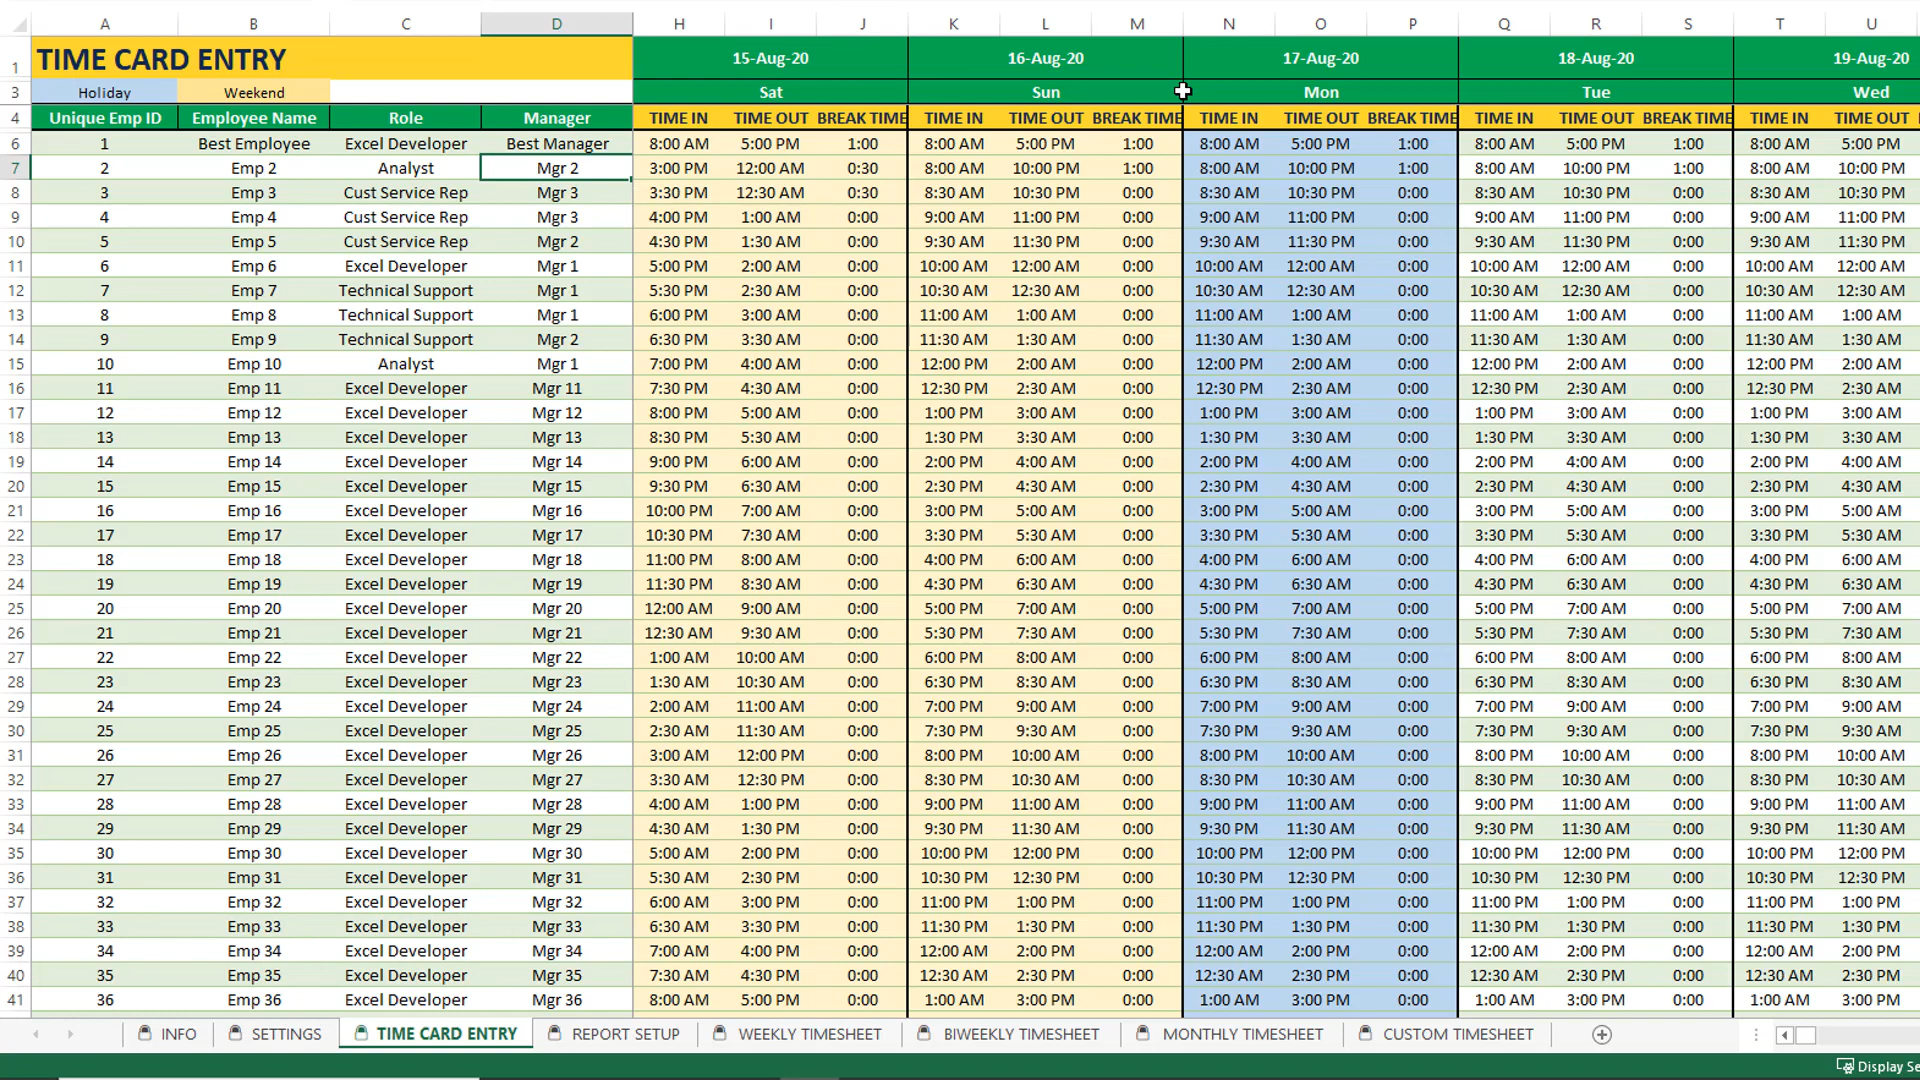 A B C D H I J K L M N O P Q R S T U
1 TIME CARD ENTRY 15-Aug-20 16-Aug-20 17-Aug-20 18-Aug-20 19-Aug-20
3 Holiday Weekend Sat Sun Mon Tue Wed
4 Unique Emp ID Employee Name Role Manager TIME IN TIME OUT BREAK TIME TIME IN TIME OUT BREAK TIME TIME IN TIME OUT BREAK TIME TIME IN TIME OUT BREAK TIME TIME IN TIME OUT
6 1 Best Employee Excel Developer Best Manager 8:00 AM 5:00 PM 1:00 8:00 AM 5:00 PM 1:00 8:00 AM 5:00 PM 1:00 8:00 AM 5:00 PM 1:00 8:00 AM 5:00 PM
7 2 Emp 2 Analyst Mgr 2 3:00 PM 12:00 AM 0:30 8:00 AM 10:00 PM 1:00 8:00 AM 10:00 PM 1:00 8:00 AM 10:00 PM 1:00 8:00 AM 10:00 PM
8 3 Emp 3 Cust Service Rep Mgr 3 3:30 PM 12:30 AM 0:30 8:30 AM 10:30 PM 0:00 8:30 AM 10:30 PM 0:00 8:30 AM 10:30 PM 0:00 8:30 AM 10:30 PM
9 4 Emp 4 Cust Service Rep Mgr 3 4:00 PM 1:00 AM 0:00 9:00 AM 11:00 PM 0:00 9:00 AM 11:00 PM 0:00 9:00 AM 11:00 PM 0:00 9:00 AM 11:00 PM
10 5 Emp 5 Cust Service Rep Mgr 2 4:30 PM 1:30 AM 0:00 9:30 AM 11:30 PM 0:00 9:30 AM 11:30 PM 0:00 9:30 AM 11:30 PM 0:00 9:30 AM 11:30 PM
11 6 Emp 6 Excel Developer Mgr 1 5:00 PM 2:00 AM 0:00 10:00 AM 12:00 AM 0:00 10:00 AM 12:00 AM 0:00 10:00 AM 12:00 AM 0:00 10:00 AM 12:00 AM
12 7 Emp 7 Technical Support Mgr 1 5:30 PM 2:30 AM 0:00 10:30 AM 12:30 AM 0:00 10:30 AM 12:30 AM 0:00 10:30 AM 12:30 AM 0:00 10:30 AM 12:30 AM
13 8 Emp 8 Technical Support Mgr 1 6:00 PM 3:00 AM 0:00 11:00 AM 1:00 AM 0:00 11:00 AM 1:00 AM 0:00 11:00 AM 1:00 AM 0:00 11:00 AM 1:00 AM
14 9 Emp 9 Technical Support Mgr 2 6:30 PM 3:30 AM 0:00 11:30 AM 1:30 AM 0:00 11:30 AM 1:30 AM 0:00 11:30 AM 1:30 AM 0:00 11:30 AM 1:30 AM
15 10 Emp 10 Analyst Mgr 1 7:00 PM 4:00 AM 0:00 12:00 PM 2:00 AM 0:00 12:00 PM 2:00 AM 0:00 12:00 PM 2:00 AM 0:00 12:00 PM 2:00 AM
16 11 Emp 11 Excel Developer Mgr 11 7:30 PM 4:30 AM 0:00 12:30 PM 2:30 AM 0:00 12:30 PM 2:30 AM 0:00 12:30 PM 2:30 AM 0:00 12:30 PM 2:30 AM
17 12 Emp 12 Excel Developer Mgr 12 8:00 PM 5:00 AM 0:00 1:00 PM 3:00 AM 0:00 1:00 PM 3:00 AM 0:00 1:00 PM 3:00 AM 0:00 1:00 PM 3:00 AM
18 13 Emp 13 Excel Developer Mgr 13 8:30 PM 5:30 AM 0:00 1:30 PM 3:30 AM 0:00 1:30 PM 3:30 AM 0:00 1:30 PM 3:30 AM 0:00 1:30 PM 3:30 AM
19 14 Emp 14 Excel Developer Mgr 14 9:00 PM 6:00 AM 0:00 2:00 PM 4:00 AM 0:00 2:00 PM 4:00 AM 0:00 2:00 PM 4:00 AM 0:00 2:00 PM 4:00 AM
20 15 Emp 15 Excel Developer Mgr 15 9:30 PM 6:30 AM 0:00 2:30 PM 4:30 AM 0:00 2:30 PM 4:30 AM 0:00 2:30 PM 4:30 AM 0:00 2:30 PM 4:30 AM
21 16 Emp 16 Excel Developer Mgr 16 10:00 PM 7:00 AM 0:00 3:00 PM 5:00 AM 0:00 3:00 PM 5:00 AM 0:00 3:00 PM 5:00 AM 0:00 3:00 PM 5:00 AM
22 17 Emp 17 Excel Developer Mgr 17 10:30 PM 7:30 AM 0:00 3:30 PM 5:30 AM 0:00 3:30 PM 5:30 AM 0:00 3:30 PM 5:30 AM 0:00 3:30 PM 5:30 AM
23 18 Emp 18 Excel Developer Mgr 18 11:00 PM 8:00 AM 0:00 4:00 PM 6:00 AM 0:00 4:00 PM 6:00 AM 0:00 4:00 PM 6:00 AM 0:00 4:00 PM 6:00 AM
24 19 Emp 19 Excel Developer Mgr 19 11:30 PM 8:30 AM 0:00 4:30 PM 6:30 AM 0:00 4:30 PM 6:30 AM 0:00 4:30 PM 6:30 AM 0:00 4:30 PM 6:30 AM
25 20 Emp 20 Excel Developer Mgr 20 12:00 AM 9:00 AM 0:00 5:00 PM 7:00 AM 0:00 5:00 PM 7:00 AM 0:00 5:00 PM 7:00 AM 0:00 5:00 PM 7:00 AM
26 21 Emp 21 Excel Developer Mgr 21 12:30 AM 9:30 AM 0:00 5:30 PM 7:30 AM 0:00 5:30 PM 7:30 AM 0:00 5:30 PM 7:30 AM 0:00 5:30 PM 7:30 AM
27 22 Emp 22 Excel Developer Mgr 22 1:00 AM 10:00 AM 0:00 6:00 PM 8:00 AM 0:00 6:00 PM 8:00 AM 0:00 6:00 PM 8:00 AM 0:00 6:00 PM 8:00 AM
28 23 Emp 23 Excel Developer Mgr 23 1:30 AM 10:30 AM 0:00 6:30 PM 8:30 AM 0:00 6:30 PM 8:30 AM 0:00 6:30 PM 8:30 AM 0:00 6:30 PM 8:30 AM
29 24 Emp 24 Excel Developer Mgr 24 2:00 AM 11:00 AM 0:00 7:00 PM 9:00 AM 0:00 7:00 PM 9:00 AM 0:00 7:00 PM 9:00 AM 0:00 7:00 PM 9:00 AM
30 25 Emp 25 Excel Developer Mgr 25 2:30 AM 11:30 AM 0:00 7:30 PM 9:30 AM 0:00 7:30 PM 9:30 AM 0:00 7:30 PM 9:30 AM 0:00 7:30 PM 9:30 AM
31 26 Emp 26 Excel Developer Mgr 26 3:00 AM 12:00 PM 0:00 8:00 PM 10:00 AM 0:00 8:00 PM 10:00 AM 0:00 8:00 PM 10:00 AM 0:00 8:00 PM 10:00 AM
32 27 Emp 27 Excel Developer Mgr 27 3:30 AM 12:30 PM 0:00 8:30 PM 10:30 AM 0:00 8:30 PM 10:30 AM 0:00 8:30 PM 10:30 AM 0:00 8:30 PM 10:30 AM
33 28 Emp 28 Excel Developer Mgr 28 4:00 AM 1:00 PM 0:00 9:00 PM 11:00 AM 0:00 9:00 PM 11:00 AM 0:00 9:00 PM 11:00 AM 0:00 9:00 PM 11:00 AM
34 29 Emp 29 Excel Developer Mgr 29 4:30 AM 1:30 PM 0:00 9:30 PM 11:30 AM 0:00 9:30 PM 11:30 AM 0:00 9:30 PM 11:30 AM 0:00 9:30 PM 11:30 AM
35 30 Emp 30 Excel Developer Mgr 30 5:00 AM 2:00 PM 0:00 10:00 PM 12:00 PM 0:00 10:00 PM 12:00 PM 0:00 10:00 PM 12:00 PM 0:00 10:00 PM 12:00 PM
36 31 Emp 31 Excel Developer Mgr 31 5:30 AM 2:30 PM 0:00 10:30 PM 12:30 PM 0:00 10:30 PM 12:30 PM 0:00 10:30 PM 12:30 PM 0:00 10:30 PM 12:30 PM
37 32 Emp 32 Excel Developer Mgr 32 6:00 AM 3:00 PM 0:00 11:00 PM 1:00 PM 0:00 11:00 PM 1:00 PM 0:00 11:00 PM 1:00 PM 0:00 11:00 PM 1:00 PM
38 33 Emp 33 Excel Developer Mgr 33 6:30 AM 3:30 PM 0:00 11:30 PM 1:30 PM 0:00 11:30 PM 1:30 PM 0:00 11:30 PM 1:30 PM 0:00 11:30 PM 1:30 PM
39 34 Emp 34 Excel Developer Mgr 34 7:00 AM 4:00 PM 0:00 12:00 AM 2:00 PM 0:00 12:00 AM 2:00 PM 0:00 12:00 AM 2:00 PM 0:00 12:00 AM 2:00 PM
40 35 Emp 35 Excel Developer Mgr 35 7:30 AM 4:30 PM 0:00 12:30 AM 2:30 PM 0:00 12:30 AM 2:30 PM 0:00 12:30 AM 2:30 PM 0:00 12:30 AM 2:30 PM
41 36 Emp 36 Excel Developer Mgr 36 8:00 AM 5:00 PM 0:00 1:00 AM 3:00 PM 0:00 1:00 AM 3:00 PM 0:00 1:00 AM 3:00 PM 0:00 1:00 AM 3:00 PM
INFO SETTINGS TIME CARD ENTRY REPORT SETUP WEEKLY TIMESHEET BIWEEKLY TIMESHEET MONTHLY TIMESHEET CUSTOM TIMESHEET
Display Se